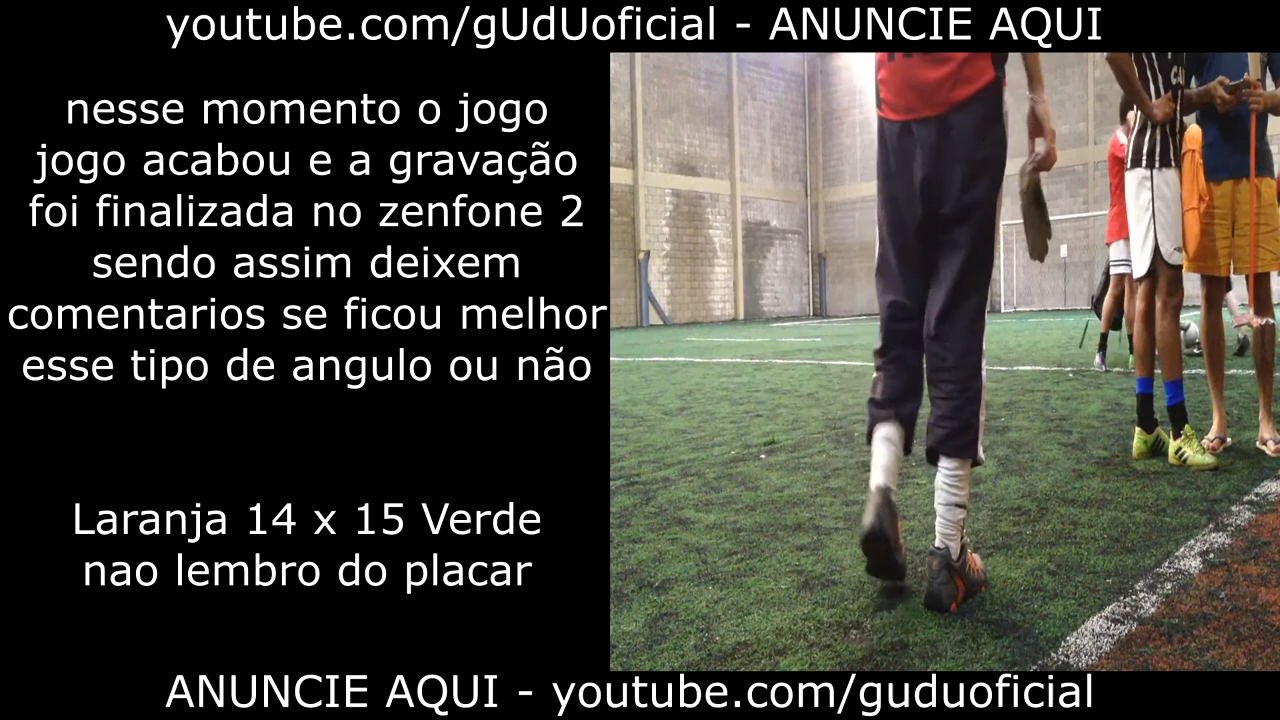 youtube.com/gUdUoficial - ANUNCIE AQUI
nesse momento o jogo
jogo acabou e a gravação
foi finalizada no zenfone 2
sendo assim deixem
comentarios se ficou melhor
esse tipo de angulo ou não
Laranja 14 x 15 Verde
nao lembro do placar
ANUNCIE AQUI - youtube.com/guduoficial